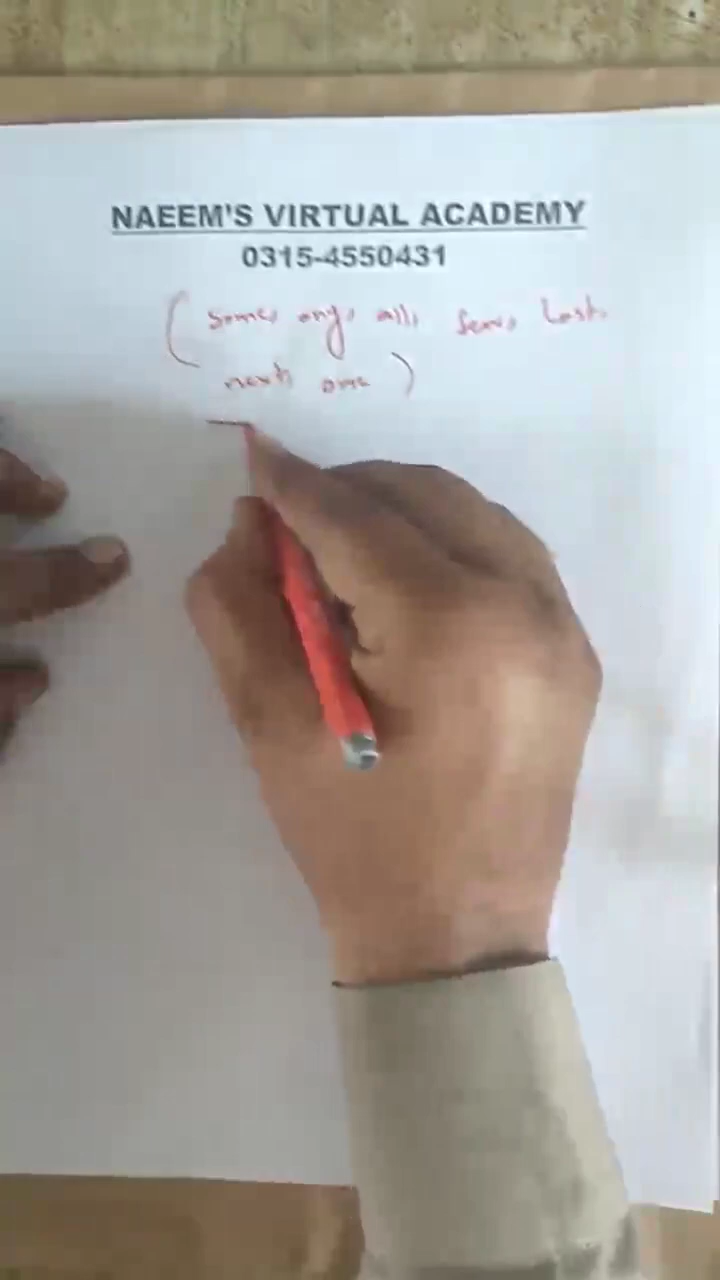 NAEEM'S VIRTUAL ACADEMY
0315-4550431
( some, any, all, few, last,
next, one )